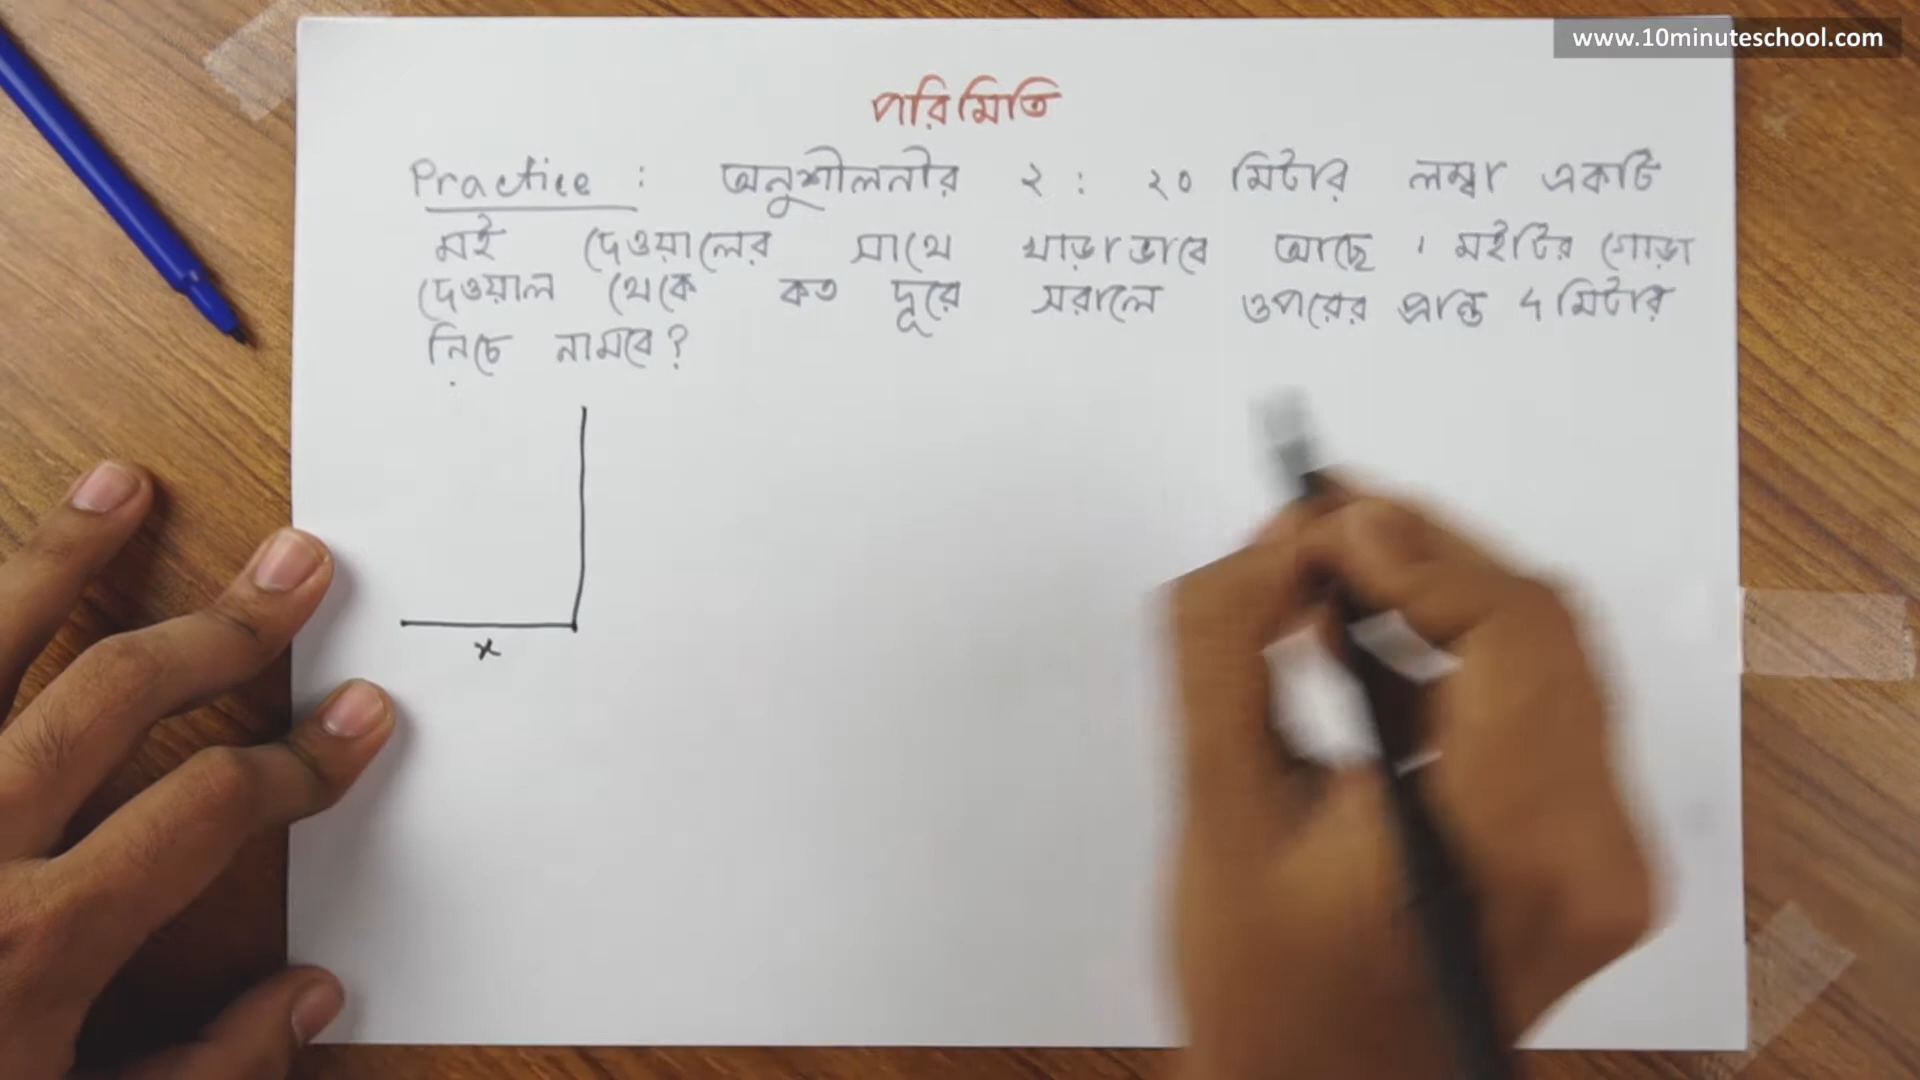 www.10minuteschool.com
পরিমিতি
Practice : অনুশীলনীর ২ : ২০ মিটার লম্বা একটি
মই দেওয়ালের সাথে খাড়াভাবে আছে । মইটির গোড়া
দেওয়াল থেকে কত দূরে সরালে ওপরের প্রান্ত ৭ মিটার
নিচে নামবে?
x